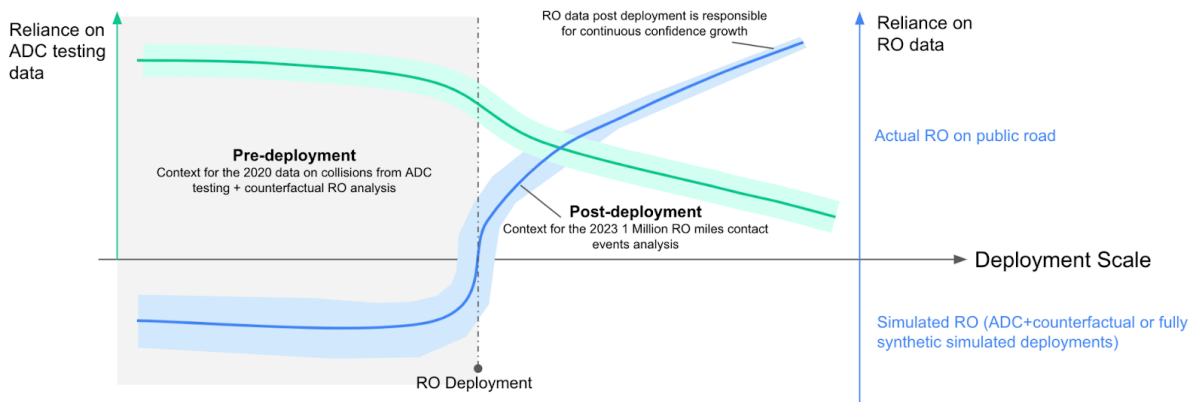 Reliance on
ADC testing
data
RO data post deployment is responsible
for continuous confidence growth
Reliance on
RO data
Actual RO on public road
Pre-deployment
Context for the 2020 data on collisions from ADC
testing + counterfactual RO analysis
Post-deployment
Context for the 2023 1 Million RO miles contact
events analysis
Deployment Scale
Simulated RO (ADC+counterfactual or fully
synthetic simulated deployments)
RO Deployment